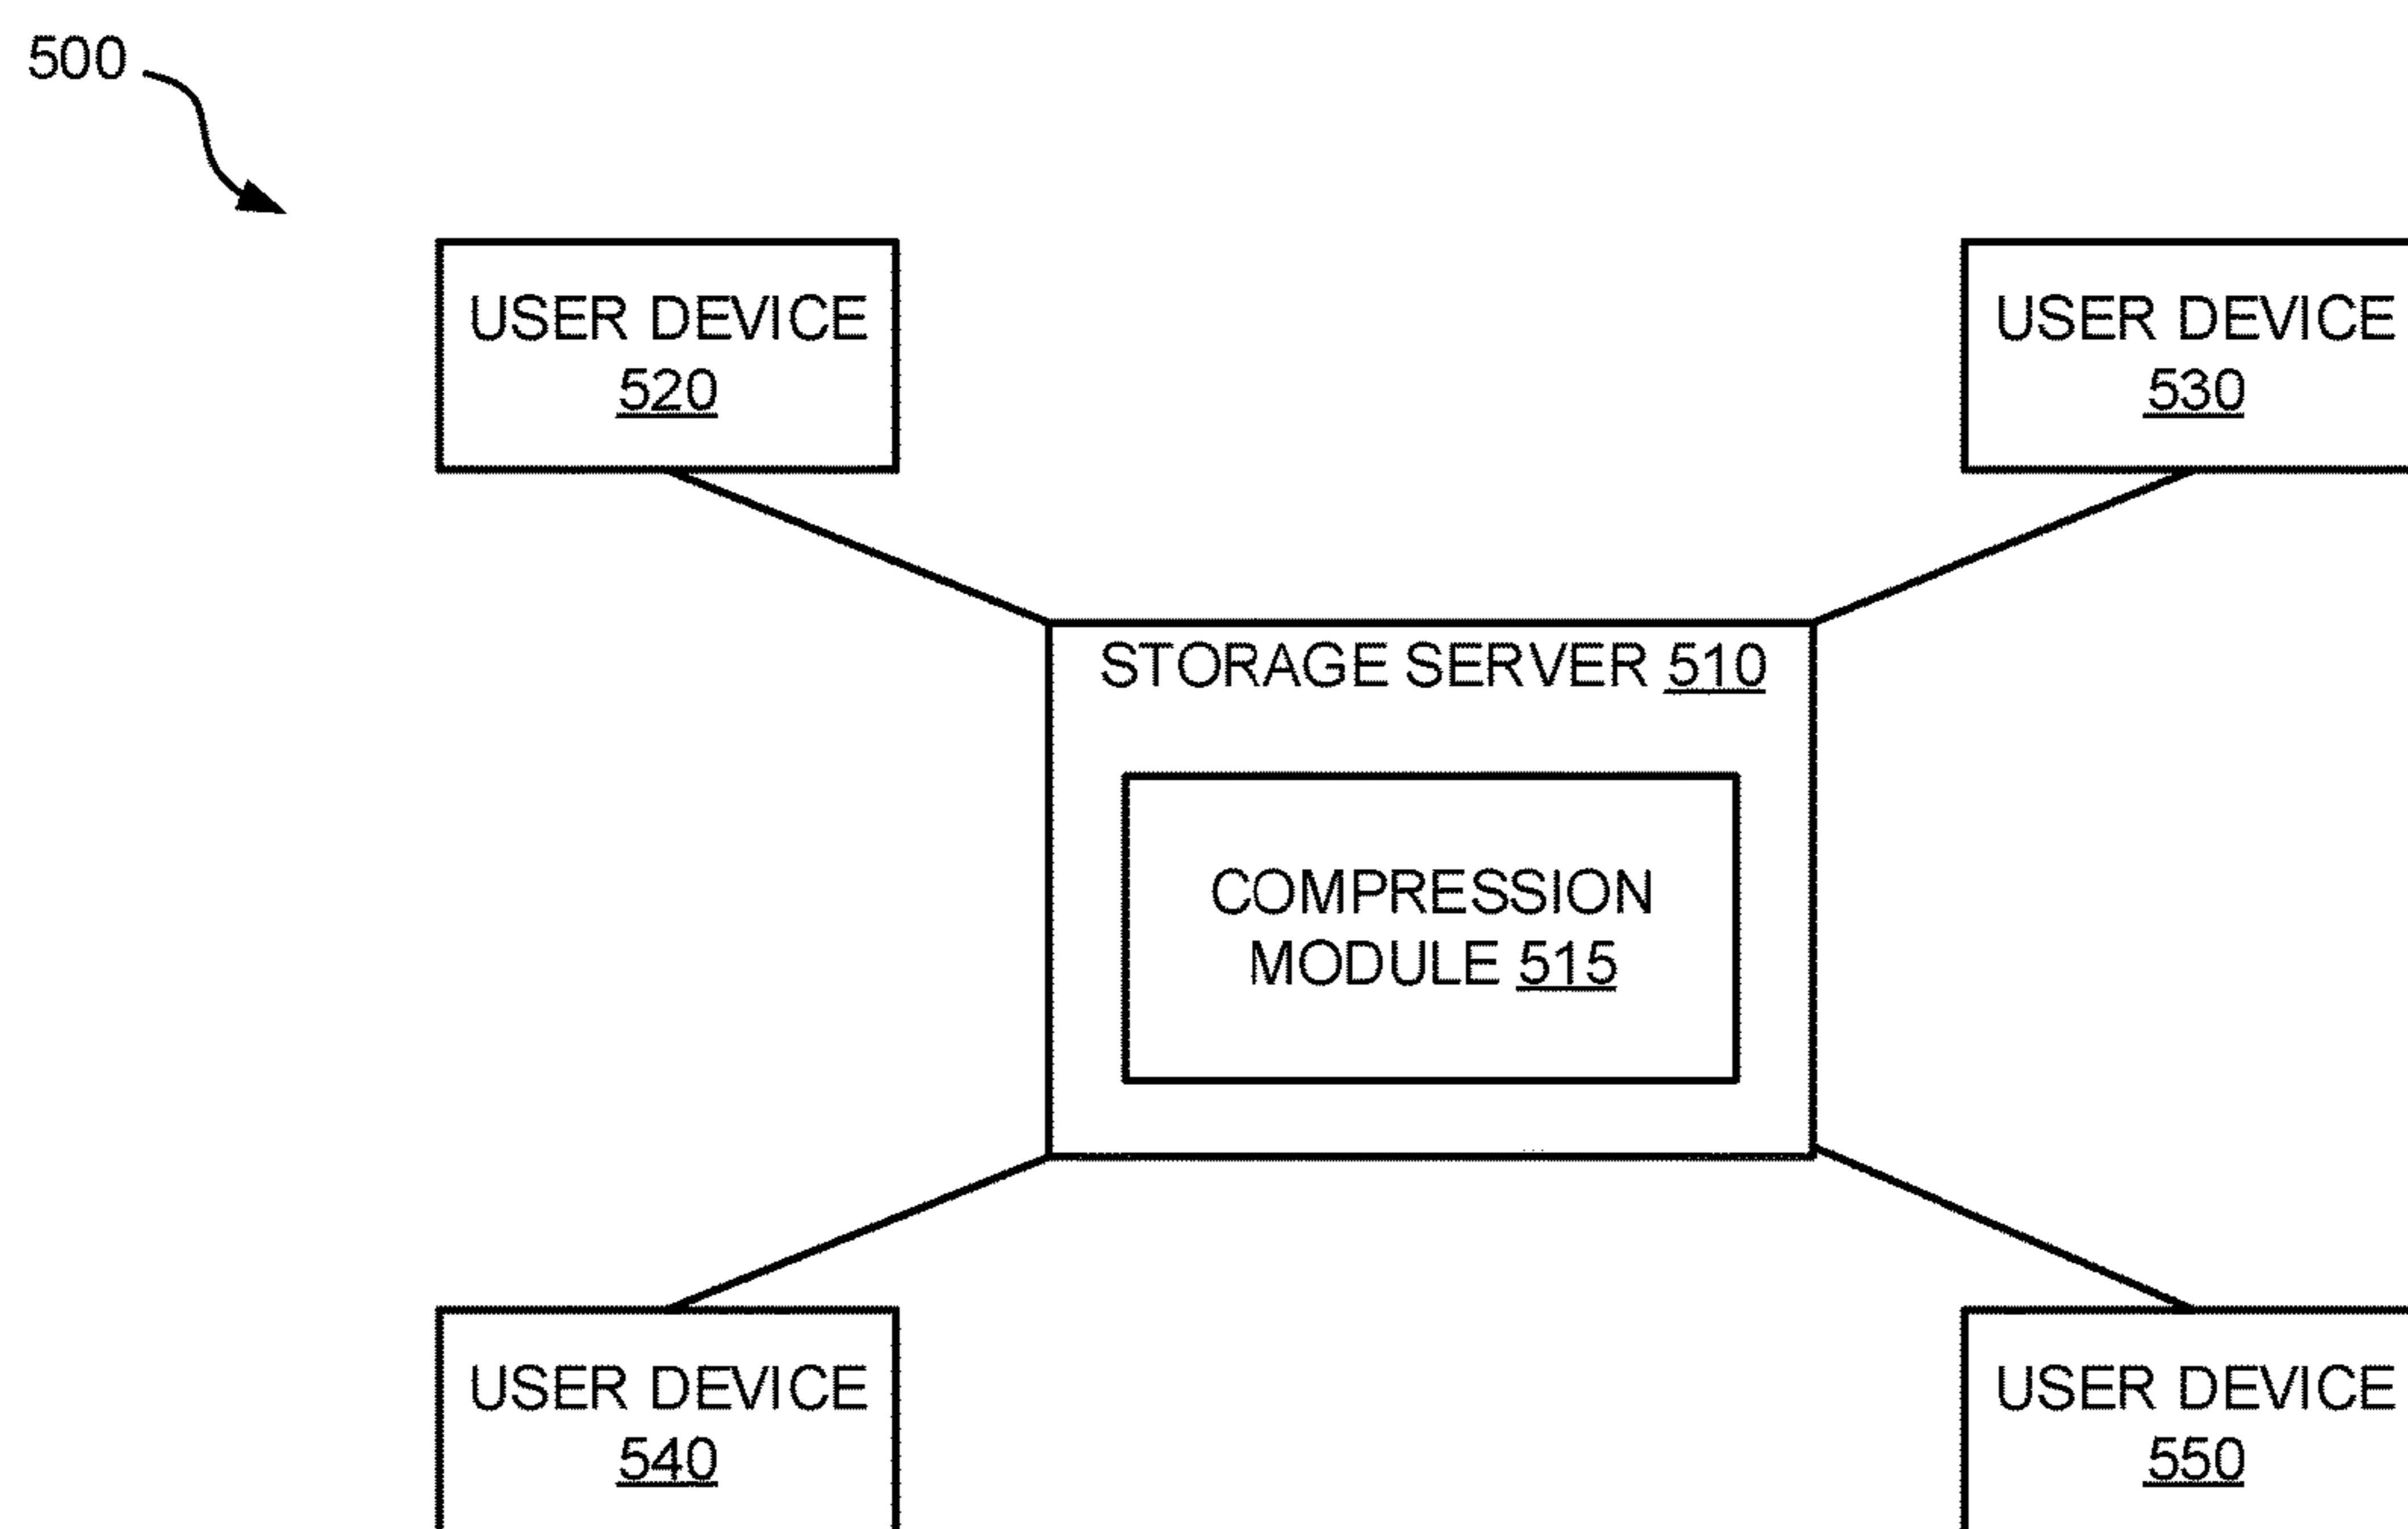 500
USER DEVICE
520
USER DEVICE
530
STORAGE SERVER 510
COMPRESSION
MODULE 515
USER DEVICE
540
USER DEVICE
550